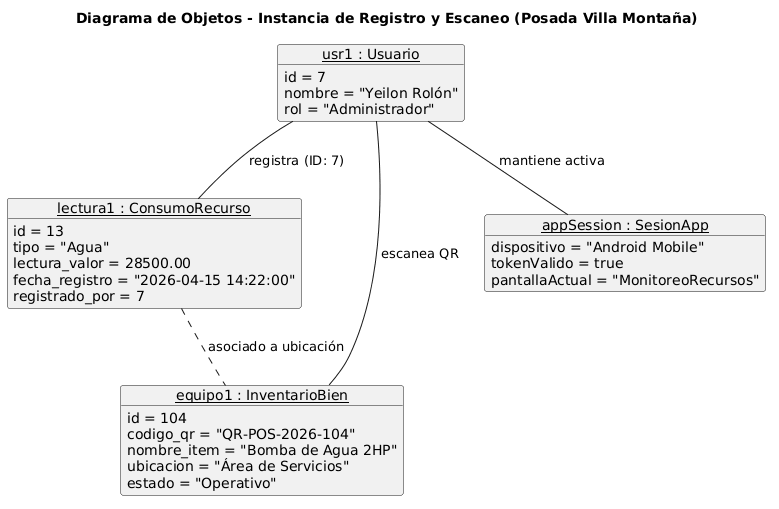 Diagrama de Objetos - Instancia de Registro y Escaneo (Posada Villa Montaña)
usr1 : Usuario
id = 7
nombre = "Yeilon Rolón"
rol = "Administrador"
registra (ID: 7)
mantiene activa
lectura1 : ConsumoRecurso
id = 13
tipo = "Agua"
lectura_valor = 28500.00
fecha_registro = "2026-04-15 14:22:00"
registrado_por = 7
escanea QR
appSession : SesionApp
dispositivo = "Android Mobile"
tokenValido = true
pantallaActual = "MonitoreoRecursos"
asociado a ubicación
equipo1 : InventarioBien
id = 104
codigo_qr = "QR-POS-2026-104"
nombre_item = "Bomba de Agua 2HP"
ubicacion = "Área de Servicios"
estado = "Operativo"